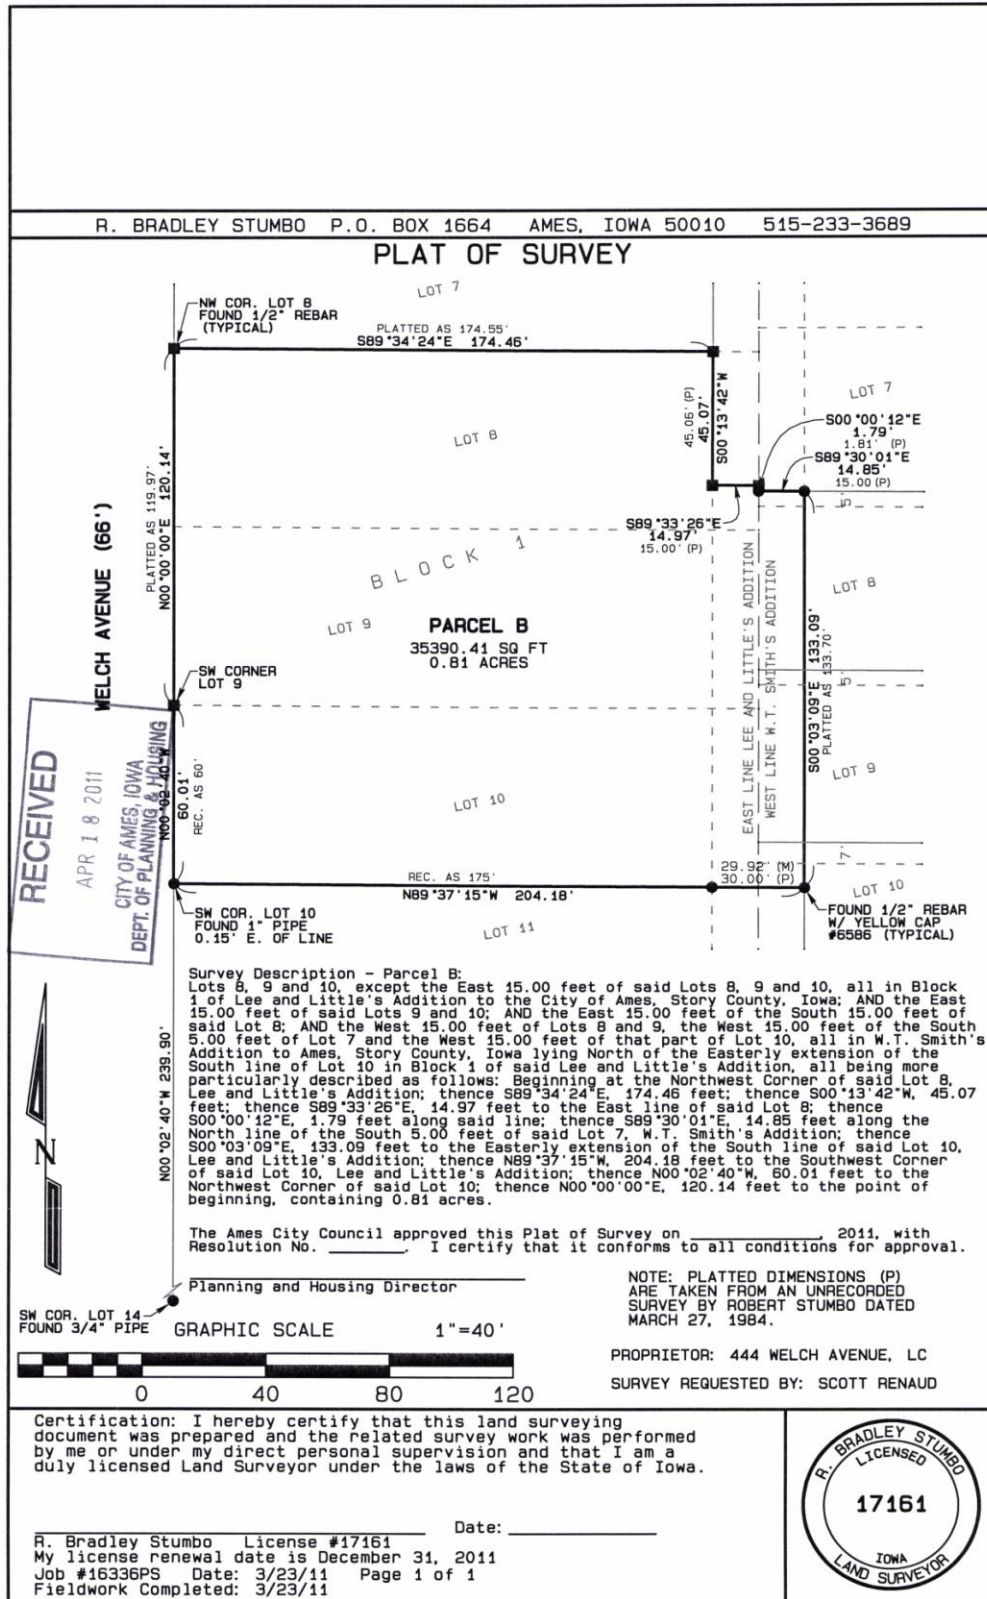 R. BRADLEY STUMBO P.O. BOX 1664 AMES, IOWA 50010 515-233-3689
PLAT OF SURVEY
LOT 7
NW COR. LOT 8
FOUND 1/2" REBAR
(TYPICAL)
PLATTED AS 174.55'
S89°34'24"E 174.46'
45.06' (P)
45.07'
S00°13'42"W
LOT 7
S00°00'12"E
1.79'
1.81' (P)
S89°30'01"E
14.85'
15.00 (P)
5'
LOT 8
PLATTED AS 119.97'
N00°00'00"E 120.14'
WELCH AVENUE (66')
S89°33'26"E
14.97'
15.00' (P)
BLOCK 1
LOT 8
LOT 9
PARCEL B
35390.41 SQ FT
0.81 ACRES
EAST LINE LEE AND LITTLE'S ADDITION
WEST LINE W.T. SMITH'S ADDITION
S00°03'09"E 133.09'
PLATTED AS 133.70'
5'
SW CORNER
LOT 9
LOT 9
RECEIVED
APR 18 2011
CITY OF AMES, IOWA
DEPT. OF PLANNING & HOUSING
N00°02'40"W
60.01'
REC. AS 60'
LOT 10
7'
REC. AS 175'
N89°37'15"W 204.18'
29.92' (M)
30.00' (P)
LOT 10
SW COR. LOT 10
FOUND 1" PIPE
0.15' E. OF LINE
LOT 11
FOUND 1/2" REBAR
W/ YELLOW CAP
#6586 (TYPICAL)
Survey Description - Parcel B:
Lots 8, 9 and 10, except the East 15.00 feet of said Lots 8, 9 and 10, all in Block
1 of Lee and Little's Addition to the City of Ames, Story County, Iowa; AND the East
15.00 feet of said Lots 9 and 10; AND the East 15.00 feet of the South 15.00 feet of
said Lot 8; AND the West 15.00 feet of Lots 8 and 9, the West 15.00 feet of the South
5.00 feet of Lot 7 and the West 15.00 feet of that part of Lot 10, all in W.T. Smith's
Addition to Ames, Story County, Iowa lying North of the Easterly extension of the
South line of Lot 10 in Block 1 of said Lee and Little's Addition, all being more
particularly described as follows: Beginning at the Northwest Corner of said Lot 8,
Lee and Little's Addition; thence S89°34'24"E, 174.46 feet; thence S00°13'42"W, 45.07
feet; thence S89°33'26"E, 14.97 feet to the East line of said Lot 8; thence
S00°00'12"E, 1.79 feet along said line; thence S89°30'01"E, 14.85 feet along the
North line of the South 5.00 feet of said Lot 7, W.T. Smith's Addition; thence
S00°03'09"E, 133.09 feet to the Easterly extension of the South line of said Lot 10,
Lee and Little's Addition; thence N89°37'15"W, 204.18 feet to the Southwest Corner
of said Lot 10, Lee and Little's Addition; thence N00°02'40"W, 60.01 feet to the
Northwest Corner of said Lot 10; thence N00°00'00"E, 120.14 feet to the point of
beginning, containing 0.81 acres.
N00°02'40"W 239.90'
N
The Ames City Council approved this Plat of Survey on ____________, 2011, with
Resolution No. _______. I certify that it conforms to all conditions for approval.
Planning and Housing Director
NOTE: PLATTED DIMENSIONS (P)
ARE TAKEN FROM AN UNRECORDED
SURVEY BY ROBERT STUMBO DATED
MARCH 27, 1984.
SW COR. LOT 14
FOUND 3/4" PIPE
GRAPHIC SCALE 1"=40'
0 40 80 120
PROPRIETOR: 444 WELCH AVENUE, LC
SURVEY REQUESTED BY: SCOTT RENAUD
Certification: I hereby certify that this land surveying
document was prepared and the related survey work was performed
by me or under my direct personal supervision and that I am a
duly licensed Land Surveyor under the laws of the State of Iowa.
Date:
R. Bradley Stumbo License #17161
My license renewal date is December 31, 2011
Job #16336PS Date: 3/23/11 Page 1 of 1
Fieldwork Completed: 3/23/11
R. BRADLEY STUMBO
LICENSED
17161
IOWA
LAND SURVEYOR